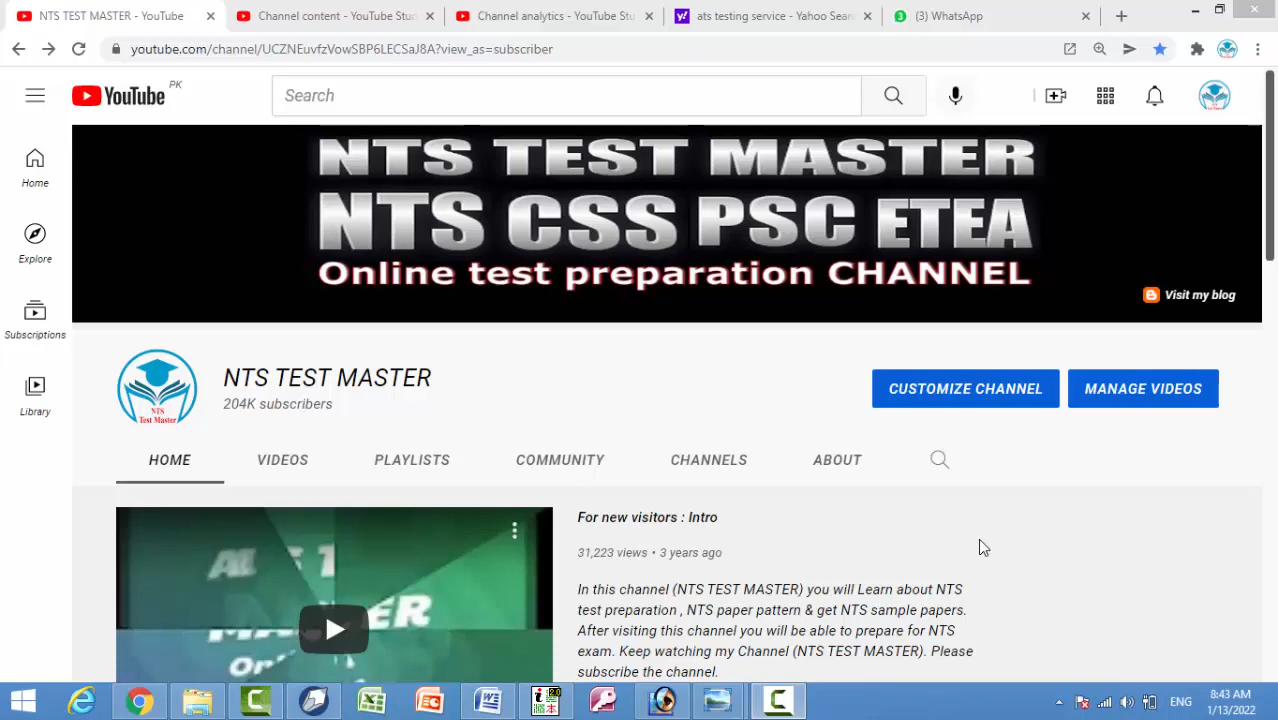 NTS TEST MASTER - YouTube
Channel content - YouTube Stud
Channel analytics - YouTube Stu
ats testing service - Yahoo Sear
(3) WhatsApp
youtube.com/channel/UCZNEuvfzVowSBP6LECSaJ8A?view_as=subscriber
YouTube PK
Search
NTS TEST MASTER
NTS CSS PSC ETEA
Online test preparation CHANNEL
Visit my blog
Home
Explore
Subscriptions
Library
NTS
Test Master
NTS TEST MASTER
204K subscribers
CUSTOMIZE CHANNEL
MANAGE VIDEOS
HOME
VIDEOS
PLAYLISTS
COMMUNITY
CHANNELS
ABOUT
For new visitors : Intro
31,223 views • 3 years ago
In this channel (NTS TEST MASTER) you will Learn about NTS
test preparation , NTS paper pattern & get NTS sample papers.
After visiting this channel you will be able to prepare for NTS
exam. Keep watching my Channel (NTS TEST MASTER). Please
subscribe the channel.
ENG
8:43 AM
1/13/2022